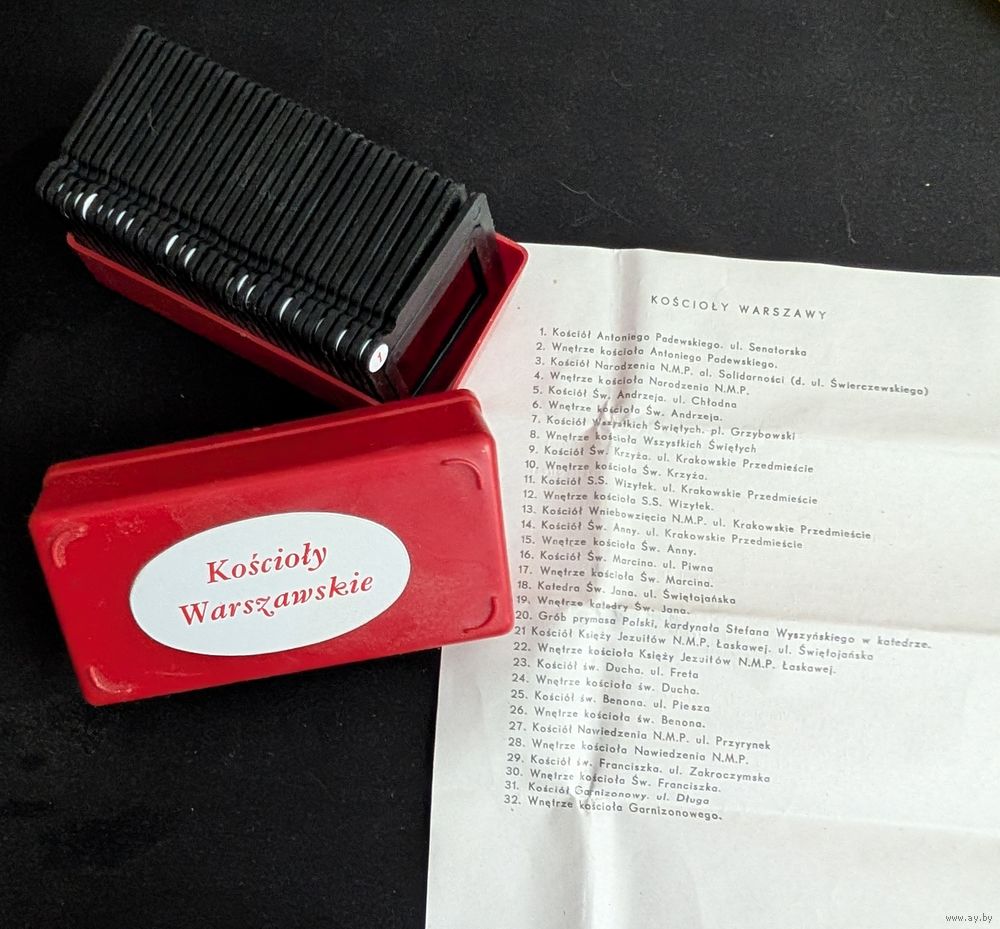 Kościoły
Warszawskie
1
KOŚCIOŁY WARSZAWY
1. Kościół Antoniego Padewskiego. ul. Senatorska
2. Wnętrze kościoła Antoniego Padewskiego.
3. Kościół Narodzenia N.M.P. al. Solidarności (d. ul. Świerczewskiego)
4. Wnętrze kościoła Narodzenia N.M.P.
5. Kościół Św. Andrzeja. ul. Chłodna
6. Wnętrze kościoła Św. Andrzeja.
7. Kościół Wszystkich Świętych. pl. Grzybowski
8. Wnętrze kościoła Wszystkich Świętych
9. Kościół Św. Krzyża. ul. Krakowskie Przedmieście
10. Wnętrze kościoła Św. Krzyża.
11. Kościół S.S. Wizytek. ul. Krakowskie Przedmieście
12. Wnętrze kościoła S.S. Wizytek.
13. Kościół Wniebowzięcia N.M.P. ul. Krakowskie Przedmieście
14. Kościół Św. Anny. ul. Krakowskie Przedmieście
15. Wnętrze kościoła Św. Anny.
16. Kościół Św. Marcina. ul. Piwna
17. Wnętrze kościoła Św. Marcina.
18. Katedra Św. Jana. ul. Świętojańska
19. Wnętrze katedry Św. Jana.
20. Grób prymasa Polski, kardynała Stefana Wyszyńskiego w katedrze.
21 Kościół Księży Jezuitów N.M.P. Łaskawej. ul. Świętojańska
22. Wnętrze kościoła Księży Jezuitów N.M.P. Łaskawej.
23. Kościół św. Ducha. ul. Freta
24. Wnętrze kościoła św. Ducha.
25. Kościół św. Benona. ul. Piesza
26. Wnętrze kościoła św. Benona.
27. Kościół Nawiedzenia N.M.P. ul. Przyrynek
28. Wnętrze kościoła Nawiedzenia N.M.P.
29. Kościół św. Franciszka. ul. Zakroczymska
30. Wnętrze kościoła Św. Franciszka.
31. Kościół Garnizonowy. ul. Długa
32. Wnętrze kościoła Garnizonowego.
www.ay.by